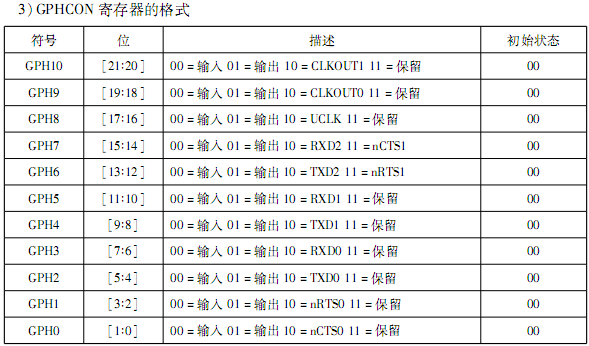 3)GPHCON 寄存器的格式
符号 位 描述 初始状态
GPH10 [21:20] 00=输入 01=输出 10=CLKOUT1 11=保留 00
GPH9 [19:18] 00=输入 01=输出 10=CLKOUT0 11=保留 00
GPH8 [17:16] 00=输入 01=输出 10=UCLK 11=保留 00
GPH7 [15:14] 00=输入 01=输出 10=RXD2 11=nCTS1 00
GPH6 [13:12] 00=输入 01=输出 10=TXD2 11=nRTS1 00
GPH5 [11:10] 00=输入 01=输出 10=RXD1 11=保留 00
GPH4 [9:8] 00=输入 01=输出 10=TXD1 11=保留 00
GPH3 [7:6] 00=输入 01=输出 10=RXD0 11=保留 00
GPH2 [5:4] 00=输入 01=输出 10=TXD0 11=保留 00
GPH1 [3:2] 00=输入 01=输出 10=nRTS0 11=保留 00
GPH0 [1:0] 00=输入 01=输出 10=nCTS0 11=保留 00